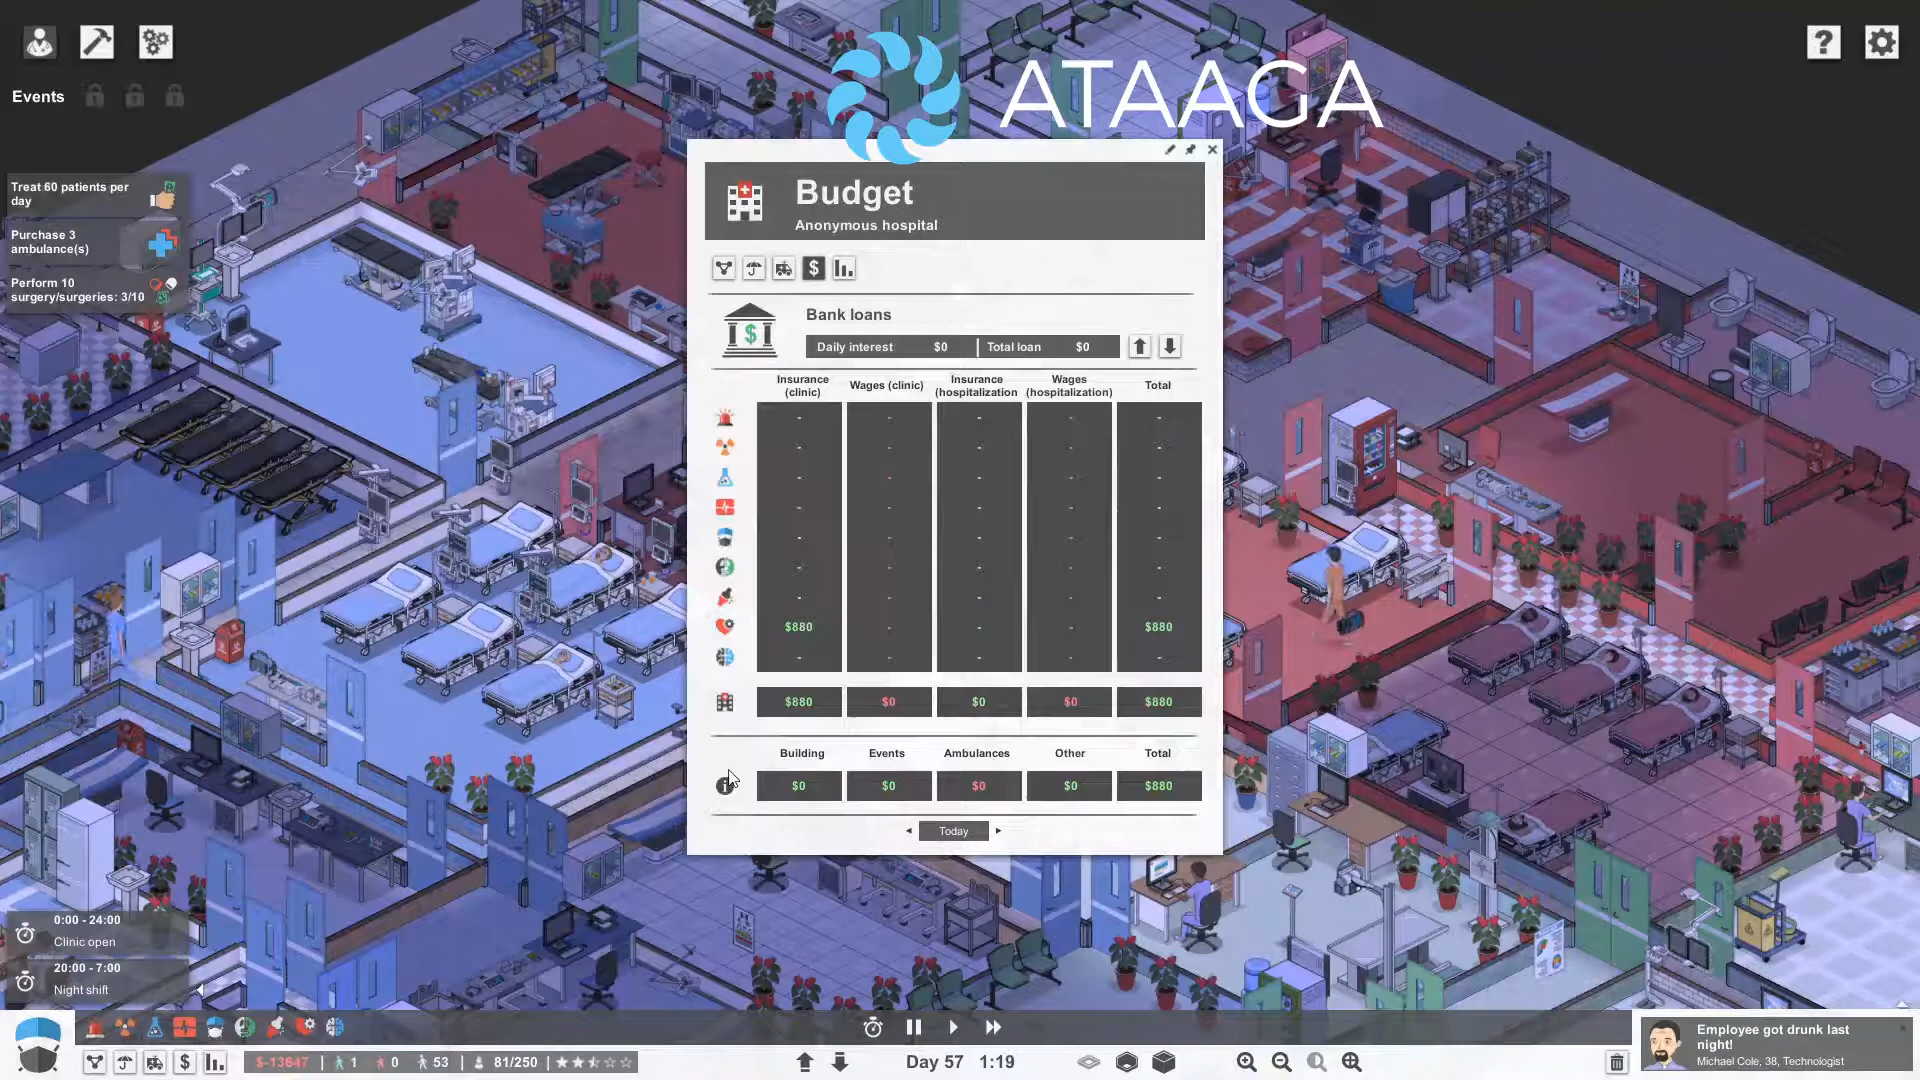 ATAAGA
Events
Treat 60 patients per
day
Purchase 3
ambulance(s)
Perform 10
surgery/surgeries: 3/10
Budget
Anonymous hospital
Bank loans
Daily interest $0 | Total loan $0
Insurance
(clinic)
Wages (clinic)
Insurance
(hospitalization
Wages
(hospitalization)
Total
- - - - -
- - - - -
- - - - -
- - - - -
- - - - -
- - - - -
- - - - -
$880 - - - $880
- - - - -
$880 $0 $0 $0 $880
Building Events Ambulances Other Total
$0 $0 $0 $0 $880
Today
0:00 - 24:00
Clinic open
20:00 - 7:00
Night shift
$-13647 | 1 0 53 | 81/250 |
Day 57 1:19
Employee got drunk last
night!
Michael Cole, 38, Technologist